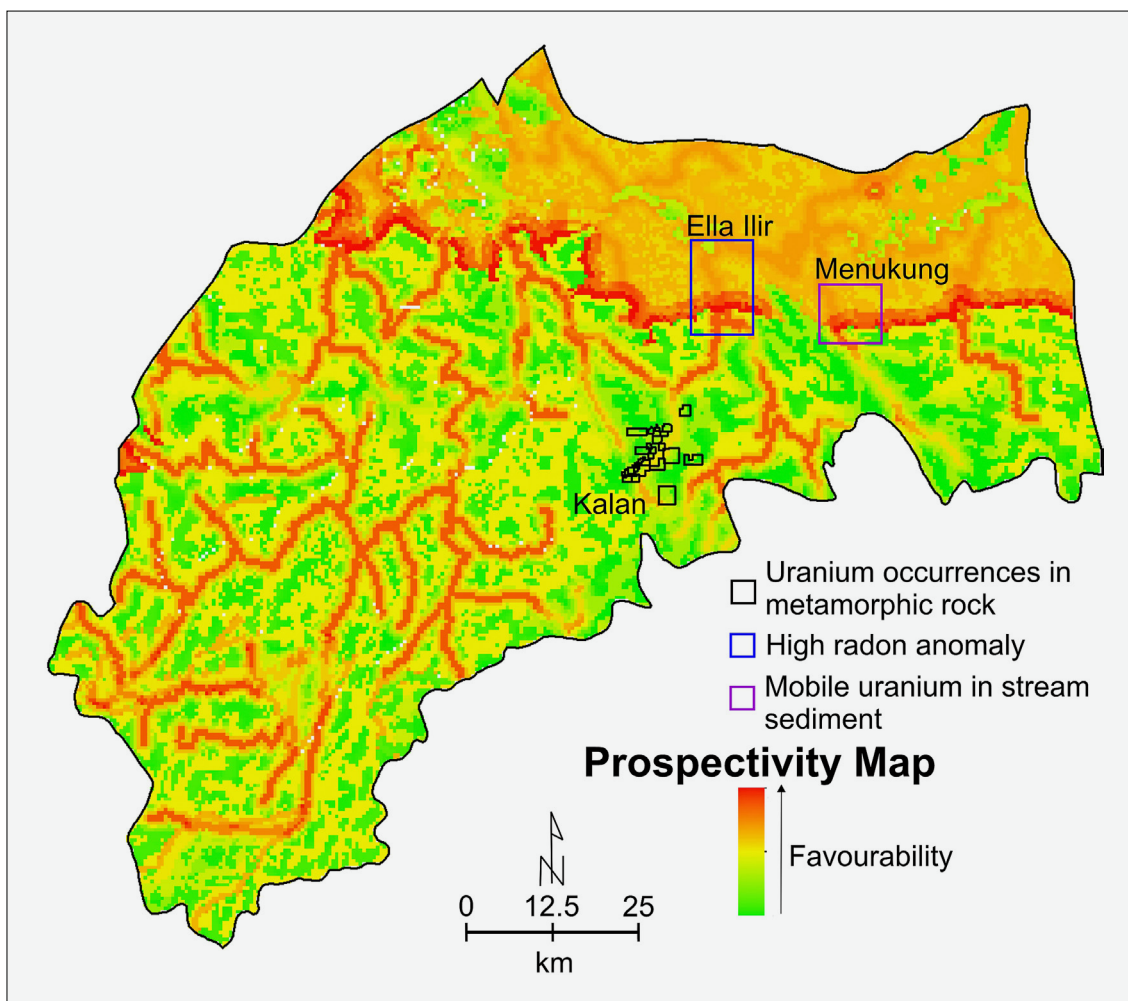 Ella Ilir
Menukung
Kalan
Uranium occurrences in
metamorphic rock
High radon anomaly
Mobile uranium in stream
sediment
Prospectivity Map
Favourability
N
0 12.5 25
km